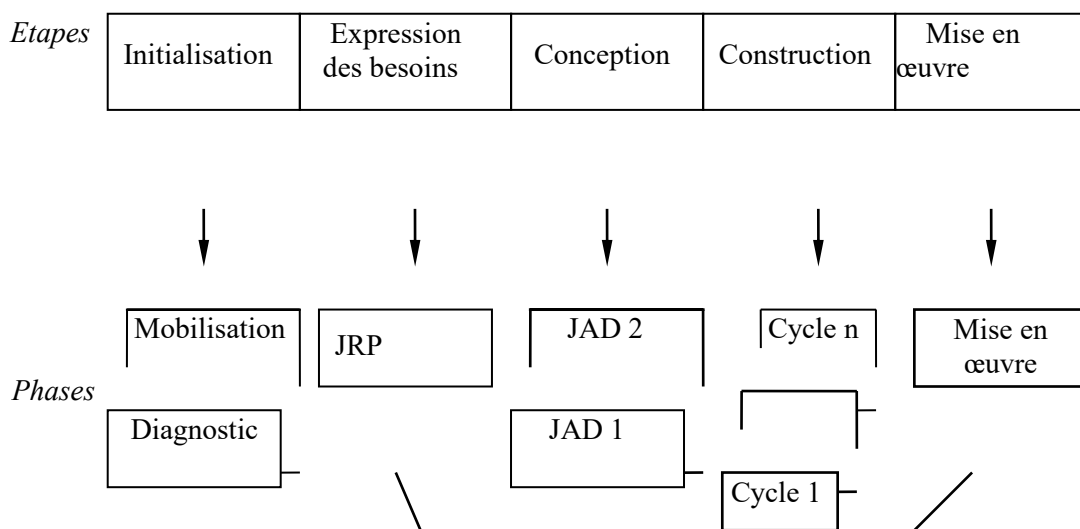 Etapes
Initialisation
Expression
des besoins
Conception
Construction
Mise en
œuvre
Phases
Mobilisation
Diagnostic
JRP
JAD 2
JAD 1
Cycle n
Cycle 1
Mise en
œuvre